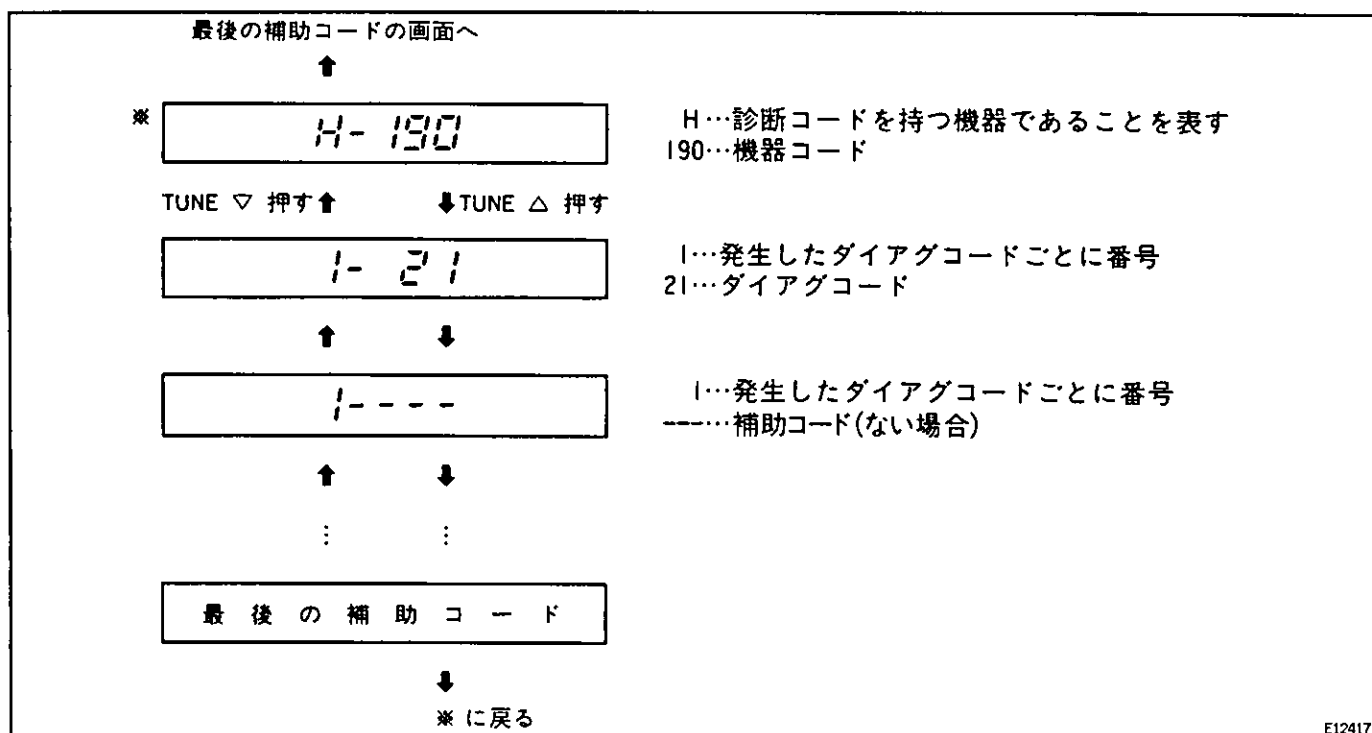 最後の補助コードの画面へ
⬆
※ H-190 H…診断コードを持つ機器であることを表す
190…機器コード
TUNE ▽ 押す⬆ ⬇TUNE △ 押す
1- 21 1…発生したダイアグコードごとに番号
21…ダイアグコード
⬆ ⬇
1---- 1…発生したダイアグコードごとに番号
---…補助コード(ない場合)
⬆ ⬇
⋮ ⋮
最後の補助コード
⬇
※ に戻る
E12417